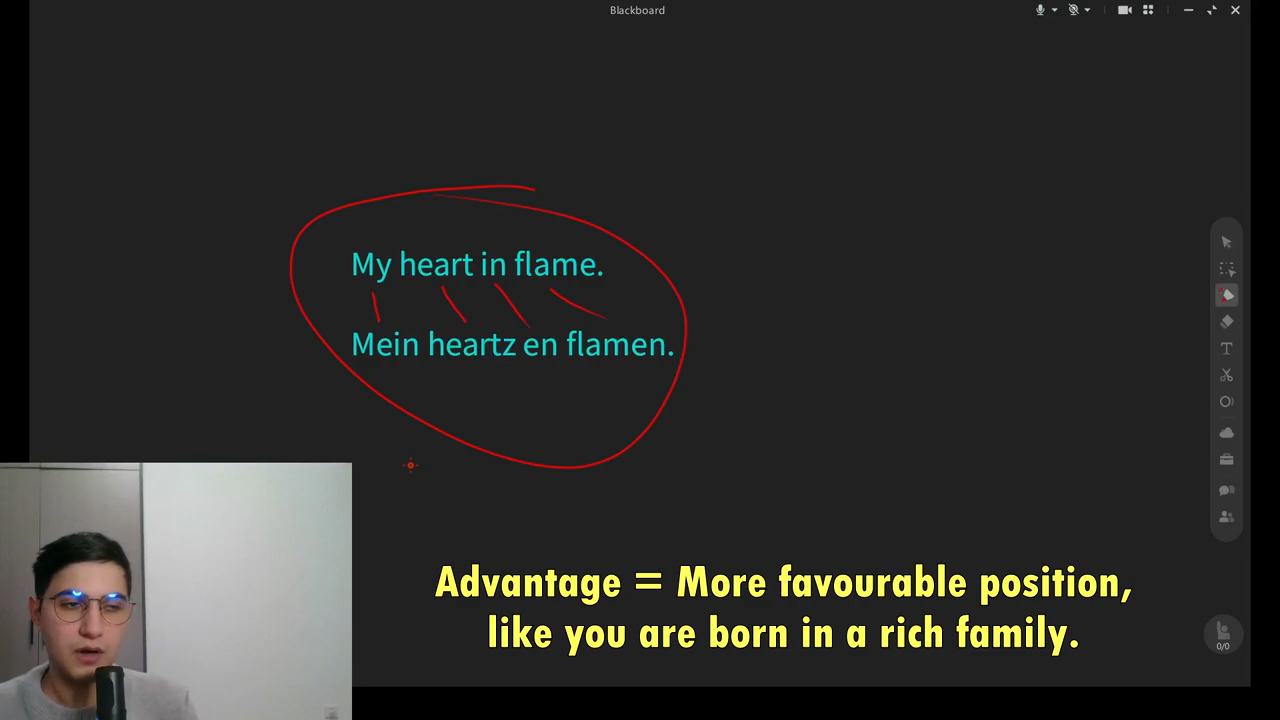 Blackboard
My heart in flame.
Mein heartz en flamen.
Advantage = More favourable position,
like you are born in a rich family.
0/0